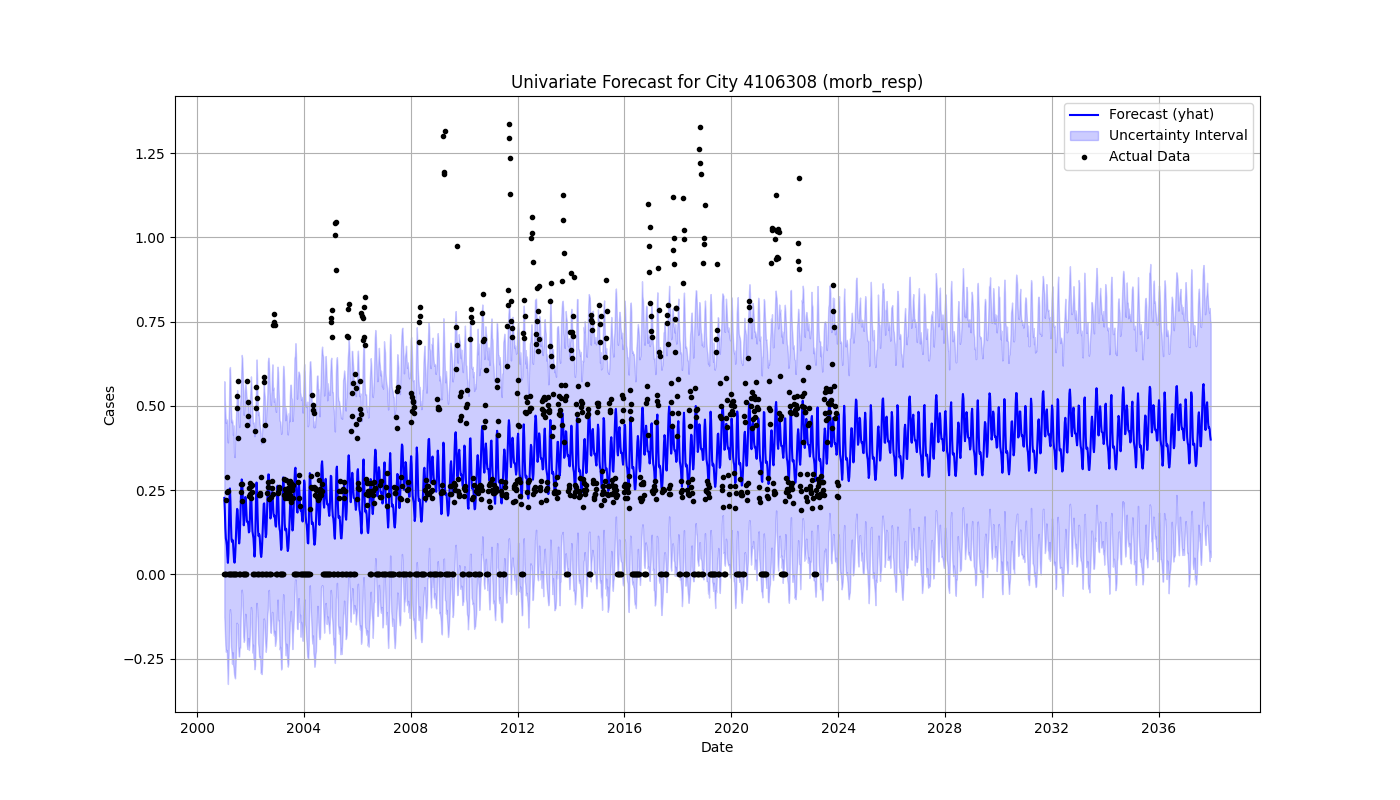 Univariate Forecast for City 4106308 (morb_resp)
Forecast (yhat)
Uncertainty Interval
Actual Data
Cases
1.25
1.00
0.75
0.50
0.25
0.00
−0.25
2000 2004 2008 2012 2016 2020 2024 2028 2032 2036
Date